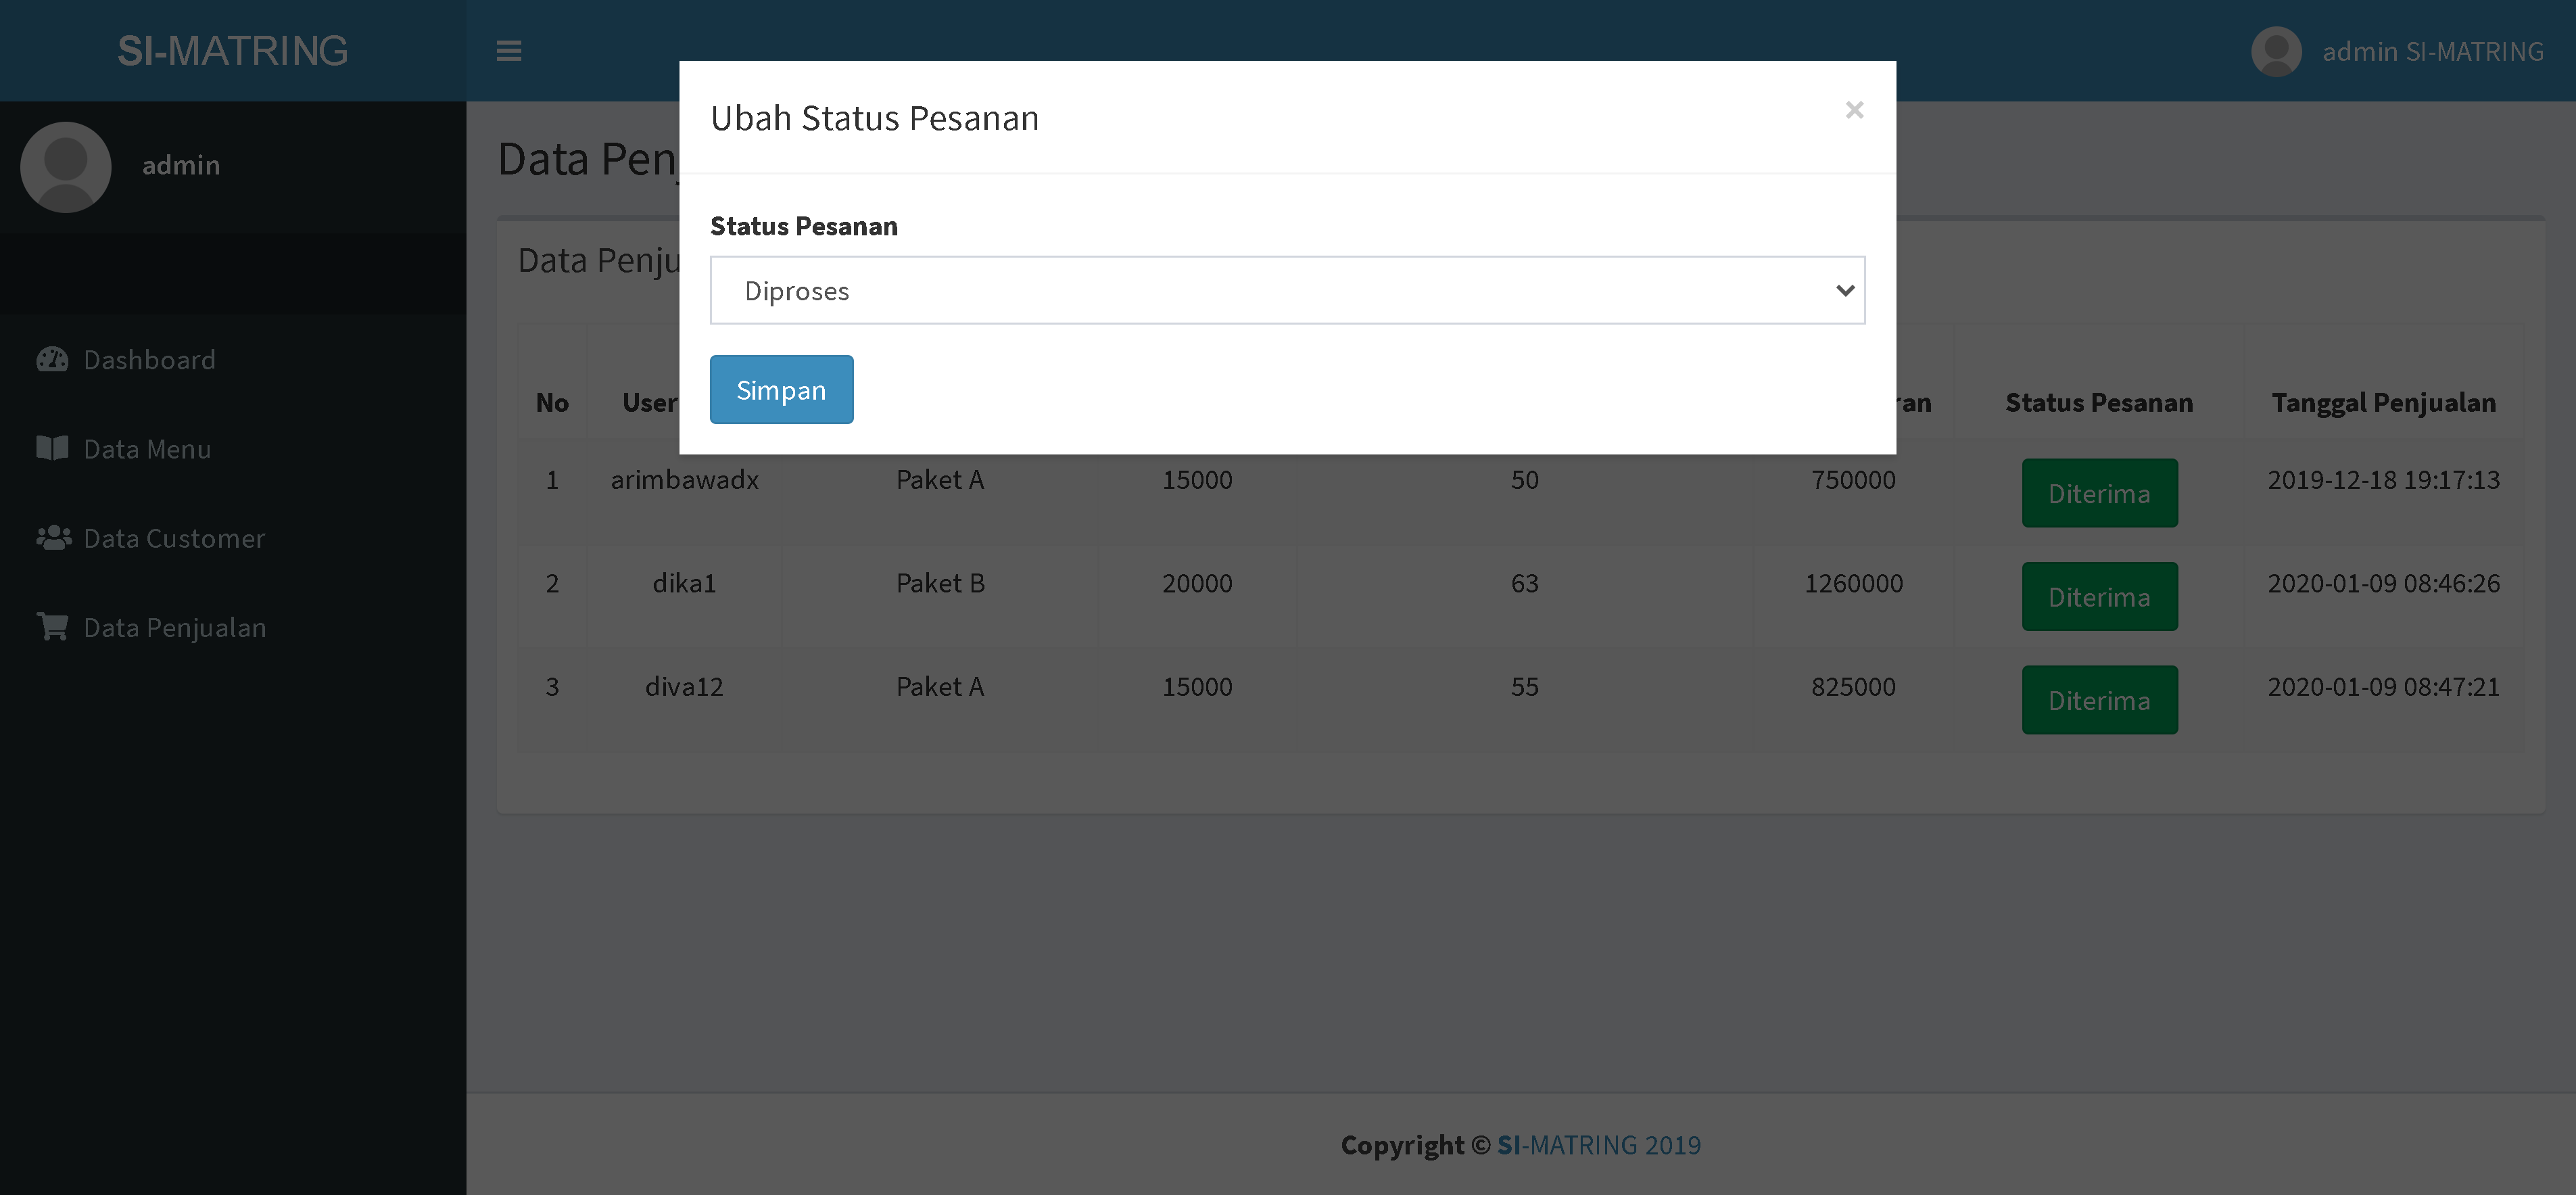 SI-MATRING
admin SI-MATRING
admin
Dashboard
Data Menu
Data Customer
Data Penjualan
Ubah Status Pesanan
×
Status Pesanan
Diproses
Simpan
Data Pen
Data Penju
No User ran Status Pesanan Tanggal Penjualan
1 arimbawadx Paket A 15000 50 750000 Diterima 2019-12-18 19:17:13
2 dika1 Paket B 20000 63 1260000 Diterima 2020-01-09 08:46:26
3 diva12 Paket A 15000 55 825000 Diterima 2020-01-09 08:47:21
Copyright © SI-MATRING 2019